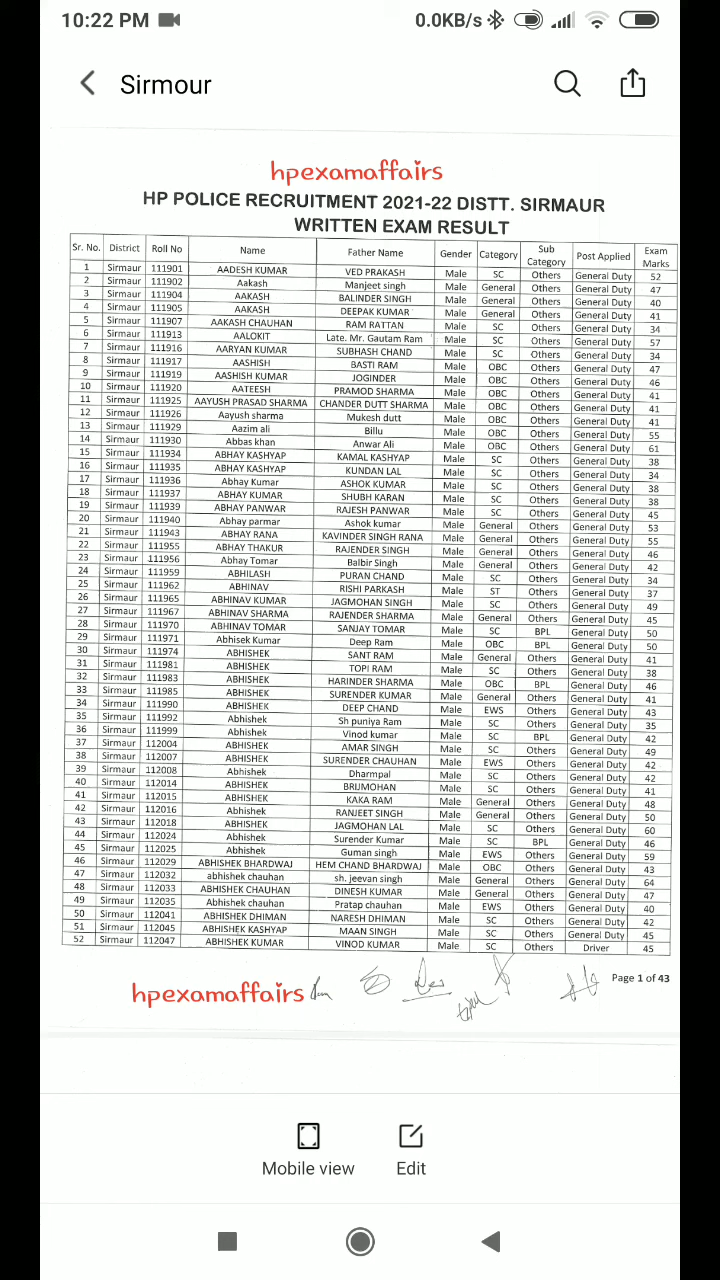 10:22 PM 0.0KB/s
Sirmour
hpexamaffairs
HP POLICE RECRUITMENT 2021-22 DISTT. SIRMAUR
WRITTEN EXAM RESULT
Sr. No. District Roll No Name Father Name Gender Category Sub Category Post Applied Exam Marks
1 Sirmaur 111901 AADESH KUMAR VED PRAKASH Male SC Others General Duty 52
2 Sirmaur 111902 Aakash Manjeet singh Male General Others General Duty 47
3 Sirmaur 111904 AAKASH BALINDER SINGH Male General Others General Duty 40
4 Sirmaur 111905 AAKASH DEEPAK KUMAR Male General Others General Duty 41
5 Sirmaur 111907 AAKASH CHAUHAN RAM RATTAN Male SC Others General Duty 34
6 Sirmaur 111913 AALOKIT Late. Mr. Gautam Ram Male SC Others General Duty 57
7 Sirmaur 111916 AARYAN KUMAR SUBHASH CHAND Male SC Others General Duty 34
8 Sirmaur 111917 AASHISH BASTI RAM Male OBC Others General Duty 47
9 Sirmaur 111919 AASHISH KUMAR JOGINDER Male OBC Others General Duty 46
10 Sirmaur 111920 AATEESH PRAMOD SHARMA Male OBC Others General Duty 41
11 Sirmaur 111925 AAYUSH PRASAD SHARMA CHANDER DUTT SHARMA Male OBC Others General Duty 41
12 Sirmaur 111926 Aayush sharma Mukesh dutt Male OBC Others General Duty 41
13 Sirmaur 111929 Aazim ali Billu Male OBC Others General Duty 55
14 Sirmaur 111930 Abbas khan Anwar Ali Male OBC Others General Duty 61
15 Sirmaur 111934 ABHAY KASHYAP KAMAL KASHYAP Male SC Others General Duty 38
16 Sirmaur 111935 ABHAY KASHYAP KUNDAN LAL Male SC Others General Duty 34
17 Sirmaur 111936 Abhay Kumar ASHOK KUMAR Male SC Others General Duty 38
18 Sirmaur 111937 ABHAY KUMAR SHUBH KARAN Male SC Others General Duty 38
19 Sirmaur 111939 ABHAY PANWAR RAJESH PANWAR Male SC Others General Duty 45
20 Sirmaur 111940 Abhay parmar Ashok kumar Male General Others General Duty 53
21 Sirmaur 111943 ABHAY RANA KAVINDER SINGH RANA Male General Others General Duty 55
22 Sirmaur 111955 ABHAY THAKUR RAJENDER SINGH Male General Others General Duty 46
23 Sirmaur 111956 Abhay Tomar Balbir Singh Male General Others General Duty 42
24 Sirmaur 111959 ABHILASH PURAN CHAND Male SC Others General Duty 34
25 Sirmaur 111962 ABHINAV RISHI PARKASH Male ST Others General Duty 37
26 Sirmaur 111965 ABHINAV KUMAR JAGMOHAN SINGH Male SC Others General Duty 49
27 Sirmaur 111967 ABHINAV SHARMA RAJENDER SHARMA Male General Others General Duty 45
28 Sirmaur 111970 ABHINAV TOMAR SANJAY TOMAR Male SC BPL General Duty 50
29 Sirmaur 111971 Abhisek Kumar Deep Ram Male OBC BPL General Duty 50
30 Sirmaur 111974 ABHISHEK SANT RAM Male General Others General Duty 41
31 Sirmaur 111981 ABHISHEK TOPI RAM Male SC Others General Duty 38
32 Sirmaur 111983 ABHISHEK HARINDER SHARMA Male OBC BPL General Duty 46
33 Sirmaur 111985 ABHISHEK SURENDER KUMAR Male General Others General Duty 41
34 Sirmaur 111990 ABHISHEK DEEP CHAND Male EWS Others General Duty 43
35 Sirmaur 111992 Abhishek Sh puniya Ram Male SC Others General Duty 35
36 Sirmaur 111999 Abhishek Vinod kumar Male SC BPL General Duty 42
37 Sirmaur 112004 ABHISHEK AMAR SINGH Male SC Others General Duty 49
38 Sirmaur 112007 ABHISHEK SURENDER CHAUHAN Male EWS Others General Duty 42
39 Sirmaur 112008 Abhishek Dharmpal Male SC Others General Duty 42
40 Sirmaur 112014 ABHISHEK BRIJMOHAN Male SC Others General Duty 41
41 Sirmaur 112015 ABHISHEK KAKA RAM Male General Others General Duty 48
42 Sirmaur 112016 Abhishek RANJEET SINGH Male General Others General Duty 50
43 Sirmaur 112018 ABHISHEK JAGMOHAN LAL Male SC Others General Duty 60
44 Sirmaur 112024 Abhishek Surender Kumar Male SC BPL General Duty 46
45 Sirmaur 112025 Abhishek Guman singh Male EWS Others General Duty 59
46 Sirmaur 112029 ABHISHEK BHARDWAJ HEM CHAND BHARDWAJ Male OBC Others General Duty 43
47 Sirmaur 112032 abhishek chauhan sh. jeevan singh Male General Others General Duty 64
48 Sirmaur 112033 ABHISHEK CHAUHAN DINESH KUMAR Male General Others General Duty 47
49 Sirmaur 112035 Abhishek chauhan Pratap chauhan Male EWS Others General Duty 40
50 Sirmaur 112041 ABHISHEK DHIMAN NARESH DHIMAN Male SC Others General Duty 42
51 Sirmaur 112045 ABHISHEK KASHYAP MAAN SINGH Male SC Others General Duty 45
52 Sirmaur 112047 ABHISHEK KUMAR VINOD KUMAR Male SC Others Driver 45
Page 1 of 43
hpexamaffairs
Mobile view Edit